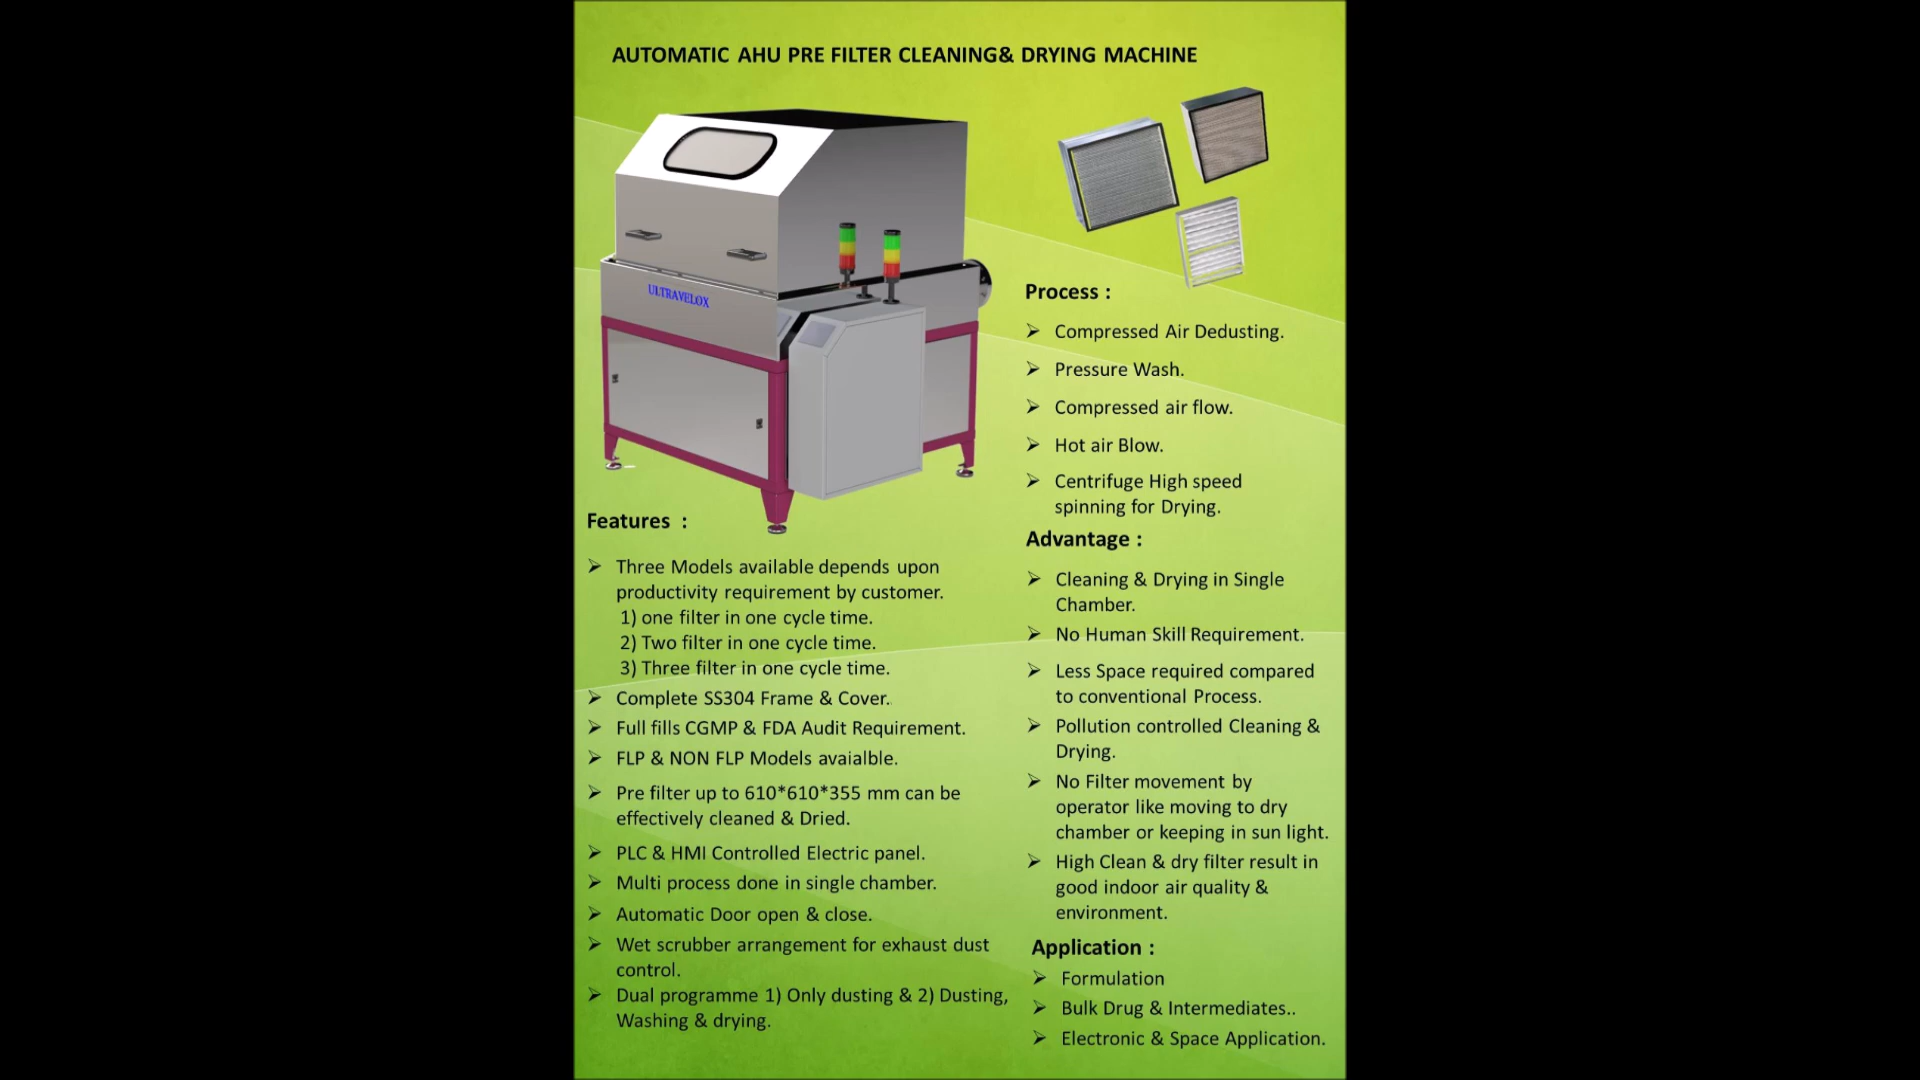 AUTOMATIC AHU PRE FILTER CLEANING& DRYING MACHINE
ULTRAVELOX
Features :
➢ Three Models available depends upon
productivity requirement by customer.
1) one filter in one cycle time.
2) Two filter in one cycle time.
3) Three filter in one cycle time.
➢ Complete SS304 Frame & Cover.
➢ Full fills CGMP & FDA Audit Requirement.
➢ FLP & NON FLP Models avaialble.
➢ Pre filter up to 610*610*355 mm can be
effectively cleaned & Dried.
➢ PLC & HMI Controlled Electric panel.
➢ Multi process done in single chamber.
➢ Automatic Door open & close.
➢ Wet scrubber arrangement for exhaust dust
control.
➢ Dual programme 1) Only dusting & 2) Dusting,
Washing & drying.
Process :
➢ Compressed Air Dedusting.
➢ Pressure Wash.
➢ Compressed air flow.
➢ Hot air Blow.
➢ Centrifuge High speed
spinning for Drying.
Advantage :
➢ Cleaning & Drying in Single
Chamber.
➢ No Human Skill Requirement.
➢ Less Space required compared
to conventional Process.
➢ Pollution controlled Cleaning &
Drying.
➢ No Filter movement by
operator like moving to dry
chamber or keeping in sun light.
➢ High Clean & dry filter result in
good indoor air quality &
environment.
Application :
➢ Formulation
➢ Bulk Drug & Intermediates..
➢ Electronic & Space Application.